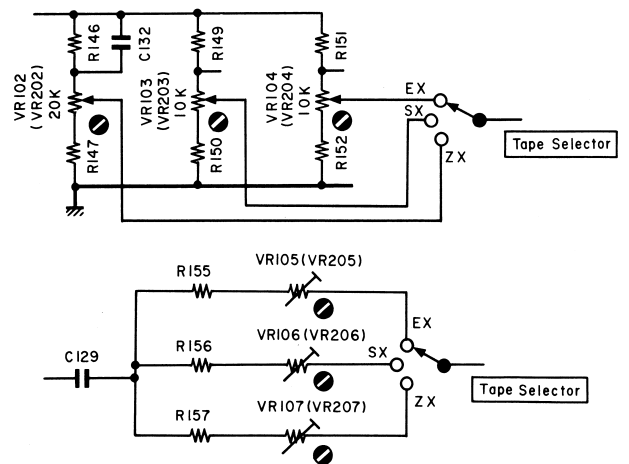 R146
C132
R149
R151
VR102
(VR202)
20K
VR103
(VR203)
10K
VR104
(VR204)
10K
EX
SX
ZX
Tape Selector
R147
R150
R152
VR105(VR205)
R155
EX
VR106(VR206)
R156
SX
C129
ZX
Tape Selector
VR107(VR207)
R157